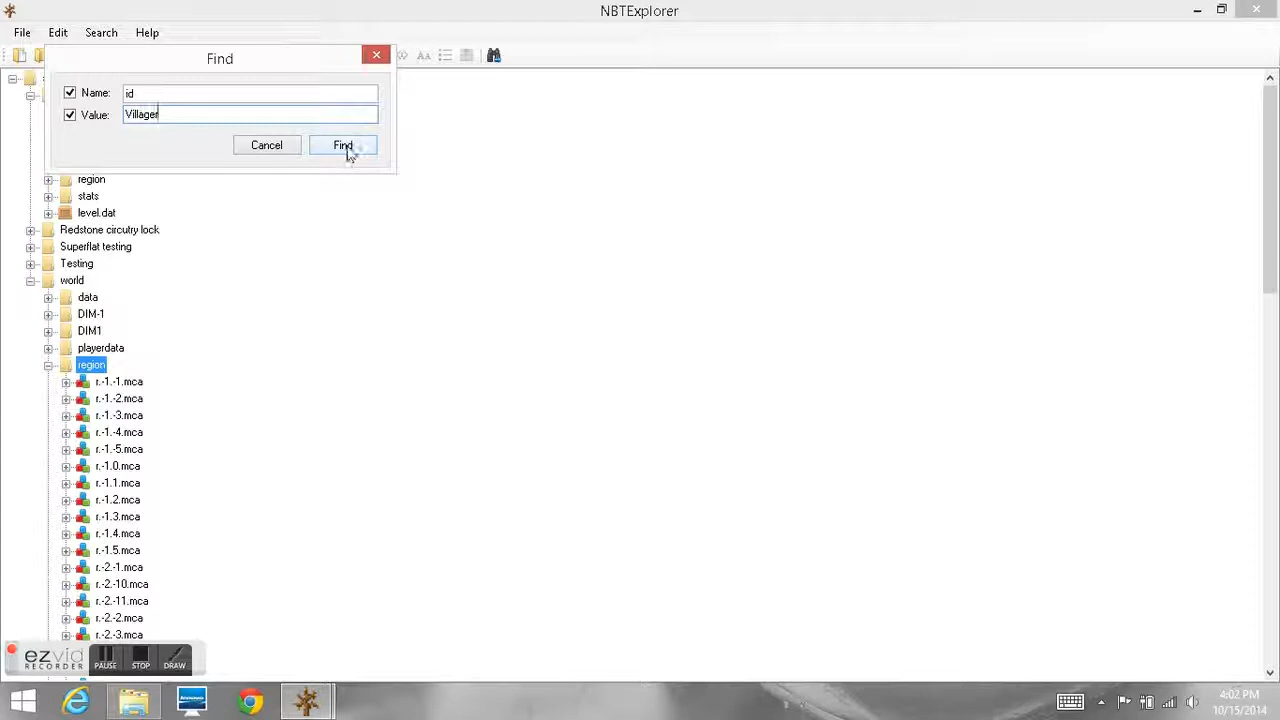 NBTExplorer
File Edit Search Help
Find
Name: id
Value: Villager
Cancel Find
region
stats
level.dat
Redstone circutry lock
Superflat testing
Testing
world
data
DIM-1
DIM1
playerdata
region
r.-1.-1.mca
r.-1.-2.mca
r.-1.-3.mca
r.-1.-4.mca
r.-1.-5.mca
r.-1.0.mca
r.-1.1.mca
r.-1.2.mca
r.-1.3.mca
r.-1.4.mca
r.-1.5.mca
r.-2.-1.mca
r.-2.-10.mca
r.-2.-11.mca
r.-2.-2.mca
r.-2.-3.mca
ezvid
RECORDER
PAUSE STOP DRAW
4:02 PM
10/15/2014